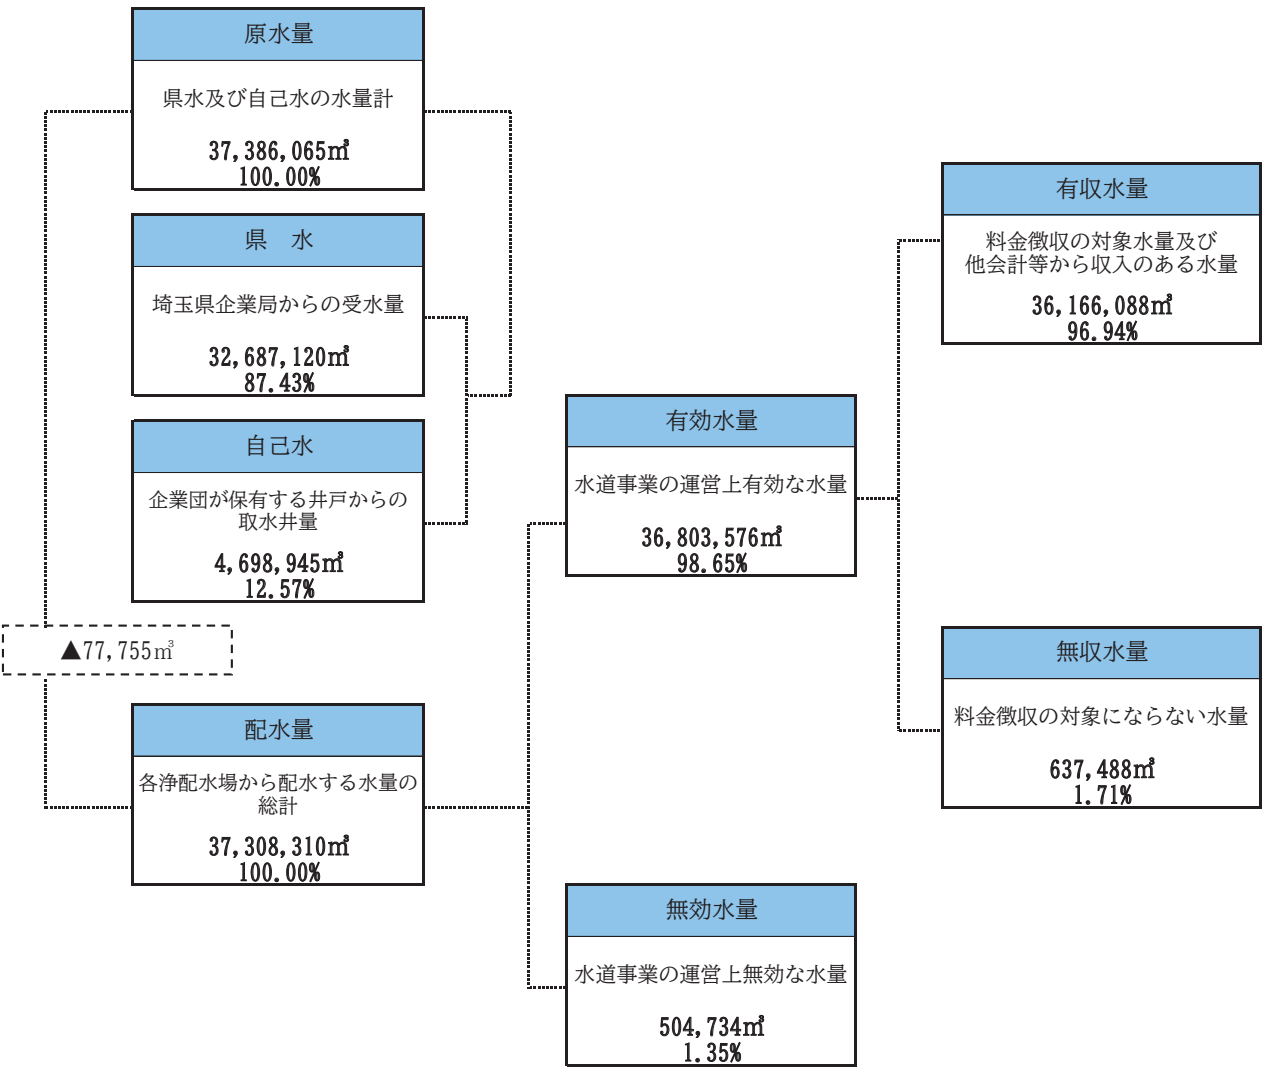 原水量
県水及び自己水の水量計
37,386,065㎥
100.00%
県　水
埼玉県企業局からの受水量
32,687,120㎥
87.43%
自己水
企業団が保有する井戸からの
取水井量
4,698,945㎥
12.57%
▲77,755㎥
配水量
各浄配水場から配水する水量の
総計
37,308,310㎥
100.00%
有効水量
水道事業の運営上有効な水量
36,803,576㎥
98.65%
無効水量
水道事業の運営上無効な水量
504,734㎥
1.35%
有収水量
料金徴収の対象水量及び
他会計等から収入のある水量
36,166,088㎥
96.94%
無収水量
料金徴収の対象にならない水量
637,488㎥
1.71%